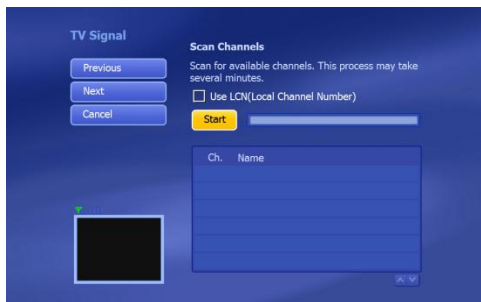 TV Signal
Previous
Next
Cancel
Scan Channels
Scan for available channels. This process may take
several minutes.
Use LCN(Local Channel Number)
Start
Ch. Name